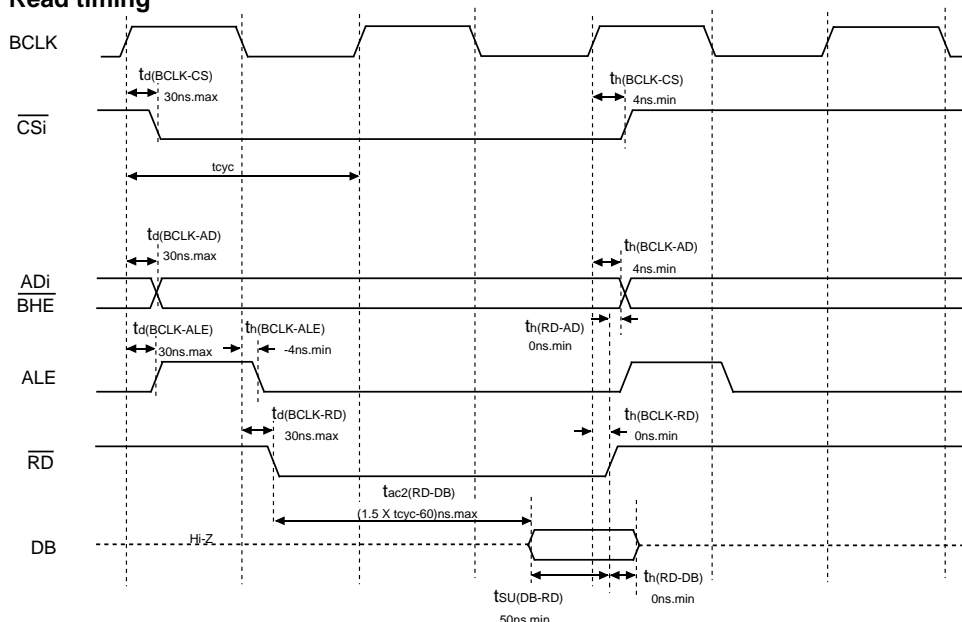 Read timing
BCLK
td(BCLK-CS)
30ns.max
th(BCLK-CS)
4ns.min
CSi
tcyc
td(BCLK-AD)
30ns.max
th(BCLK-AD)
4ns.min
ADi
BHE
td(BCLK-ALE)
30ns.max
th(BCLK-ALE)
-4ns.min
th(RD-AD)
0ns.min
ALE
td(BCLK-RD)
30ns.max
th(BCLK-RD)
0ns.min
RD
tac2(RD-DB)
(1.5 X tcyc-60)ns.max
Hi-Z
DB
tSU(DB-RD)
50ns.min
th(RD-DB)
0ns.min